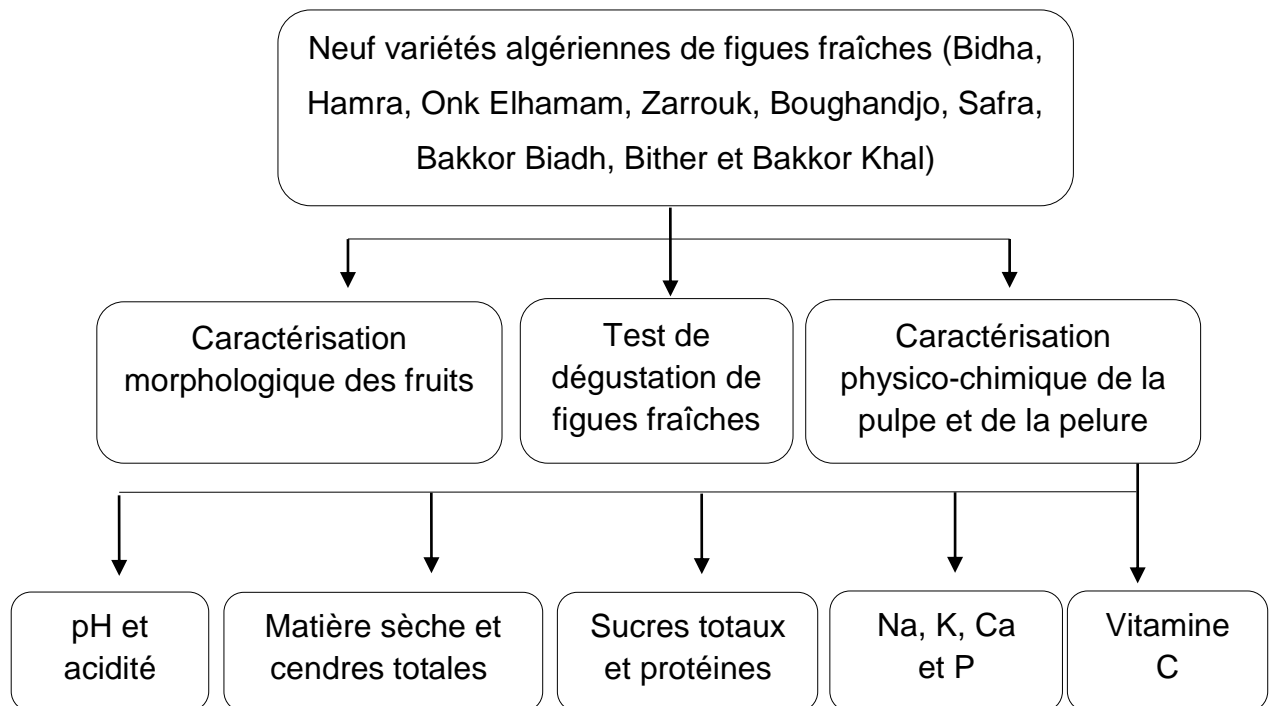 Neuf variétés algériennes de figues fraîches (Bidha,
Hamra, Onk Elhamam, Zarrouk, Boughandjo, Safra,
Bakkor Biadh, Bither et Bakkor Khal)
Caractérisation
morphologique des fruits
Test de
dégustation de
figues fraîches
Caractérisation
physico-chimique de la
pulpe et de la pelure
pH et
acidité
Matière sèche et
cendres totales
Sucres totaux
et protéines
Na, K, Ca
et P
Vitamine
C